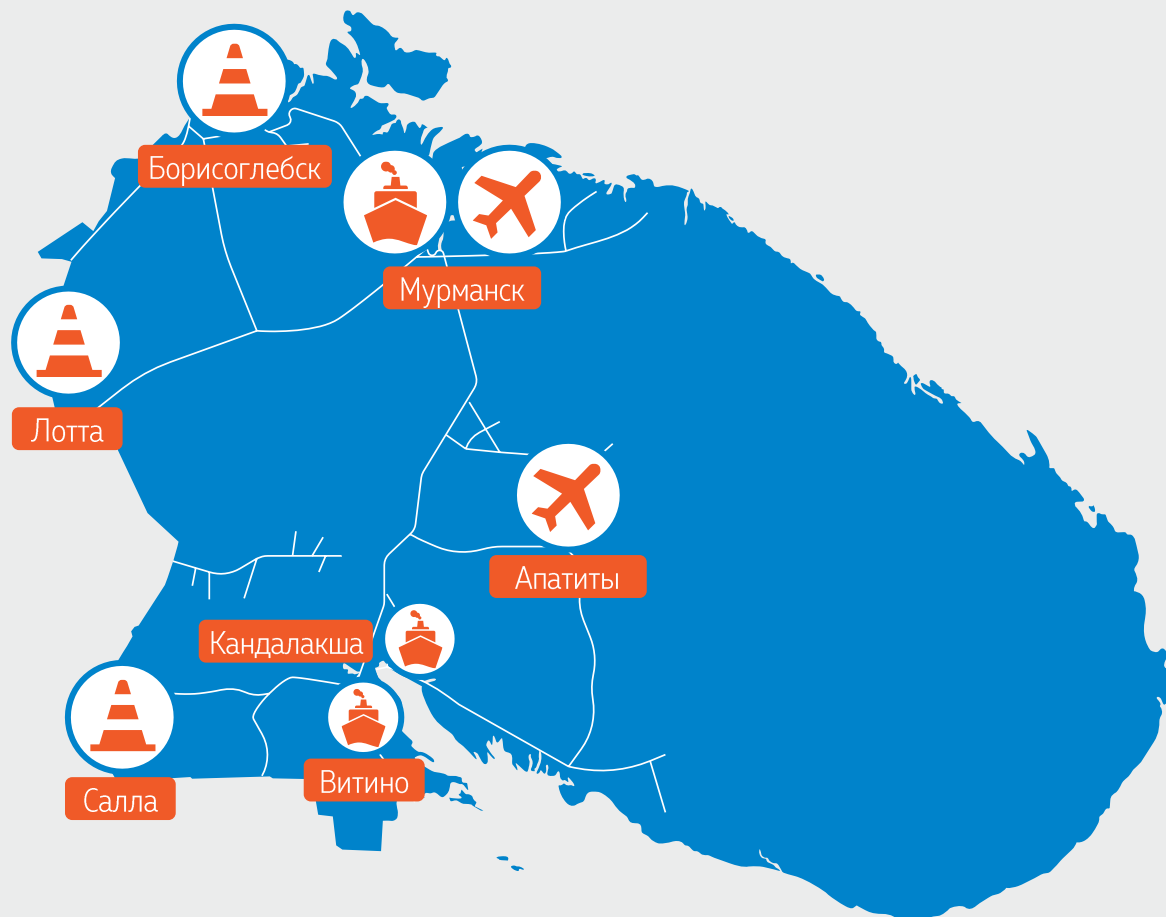 Борисоглебск
Мурманск
Лотта
Апатиты
Кандалакша
Витино
Салла